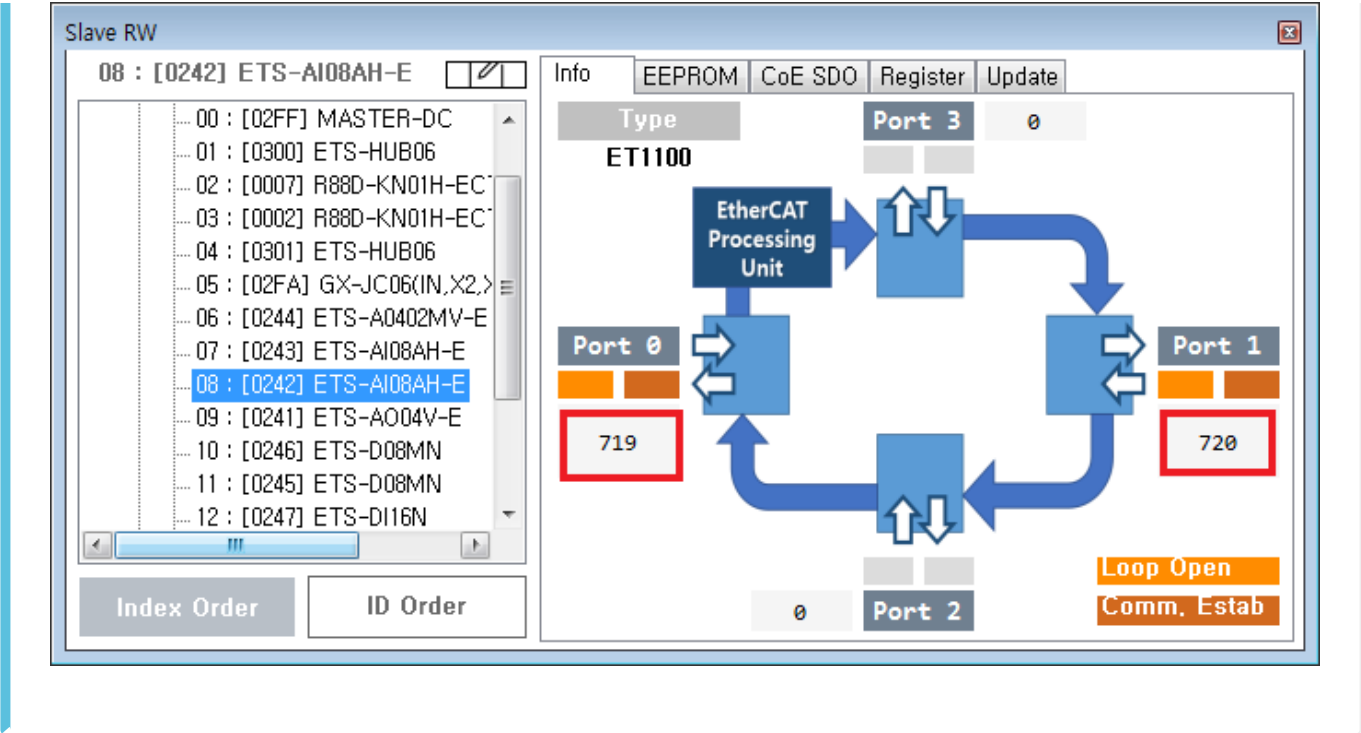 Slave RW
08 : [0242] ETS-AI08AH-E
00 : [02FF] MASTER-DC
01 : [0300] ETS-HUB06
02 : [0007] R88D-KN01H-EC
03 : [0002] R88D-KN01H-EC
04 : [0301] ETS-HUB06
05 : [02FA] GX-JC06(IN,X2,
06 : [0244] ETS-A0402MV-E
07 : [0243] ETS-AI08AH-E
08 : [0242] ETS-AI08AH-E
09 : [0241] ETS-AO04V-E
10 : [0246] ETS-D08MN
11 : [0245] ETS-D08MN
12 : [0247] ETS-DI16N
Index Order
ID Order
Info
EEPROM
CoE SDO
Register
Update
Type
ET1100
Port 3
0
EtherCAT
Processing
Unit
Port 0
719
Port 1
720
0
Port 2
Loop Open
Comm. Estab